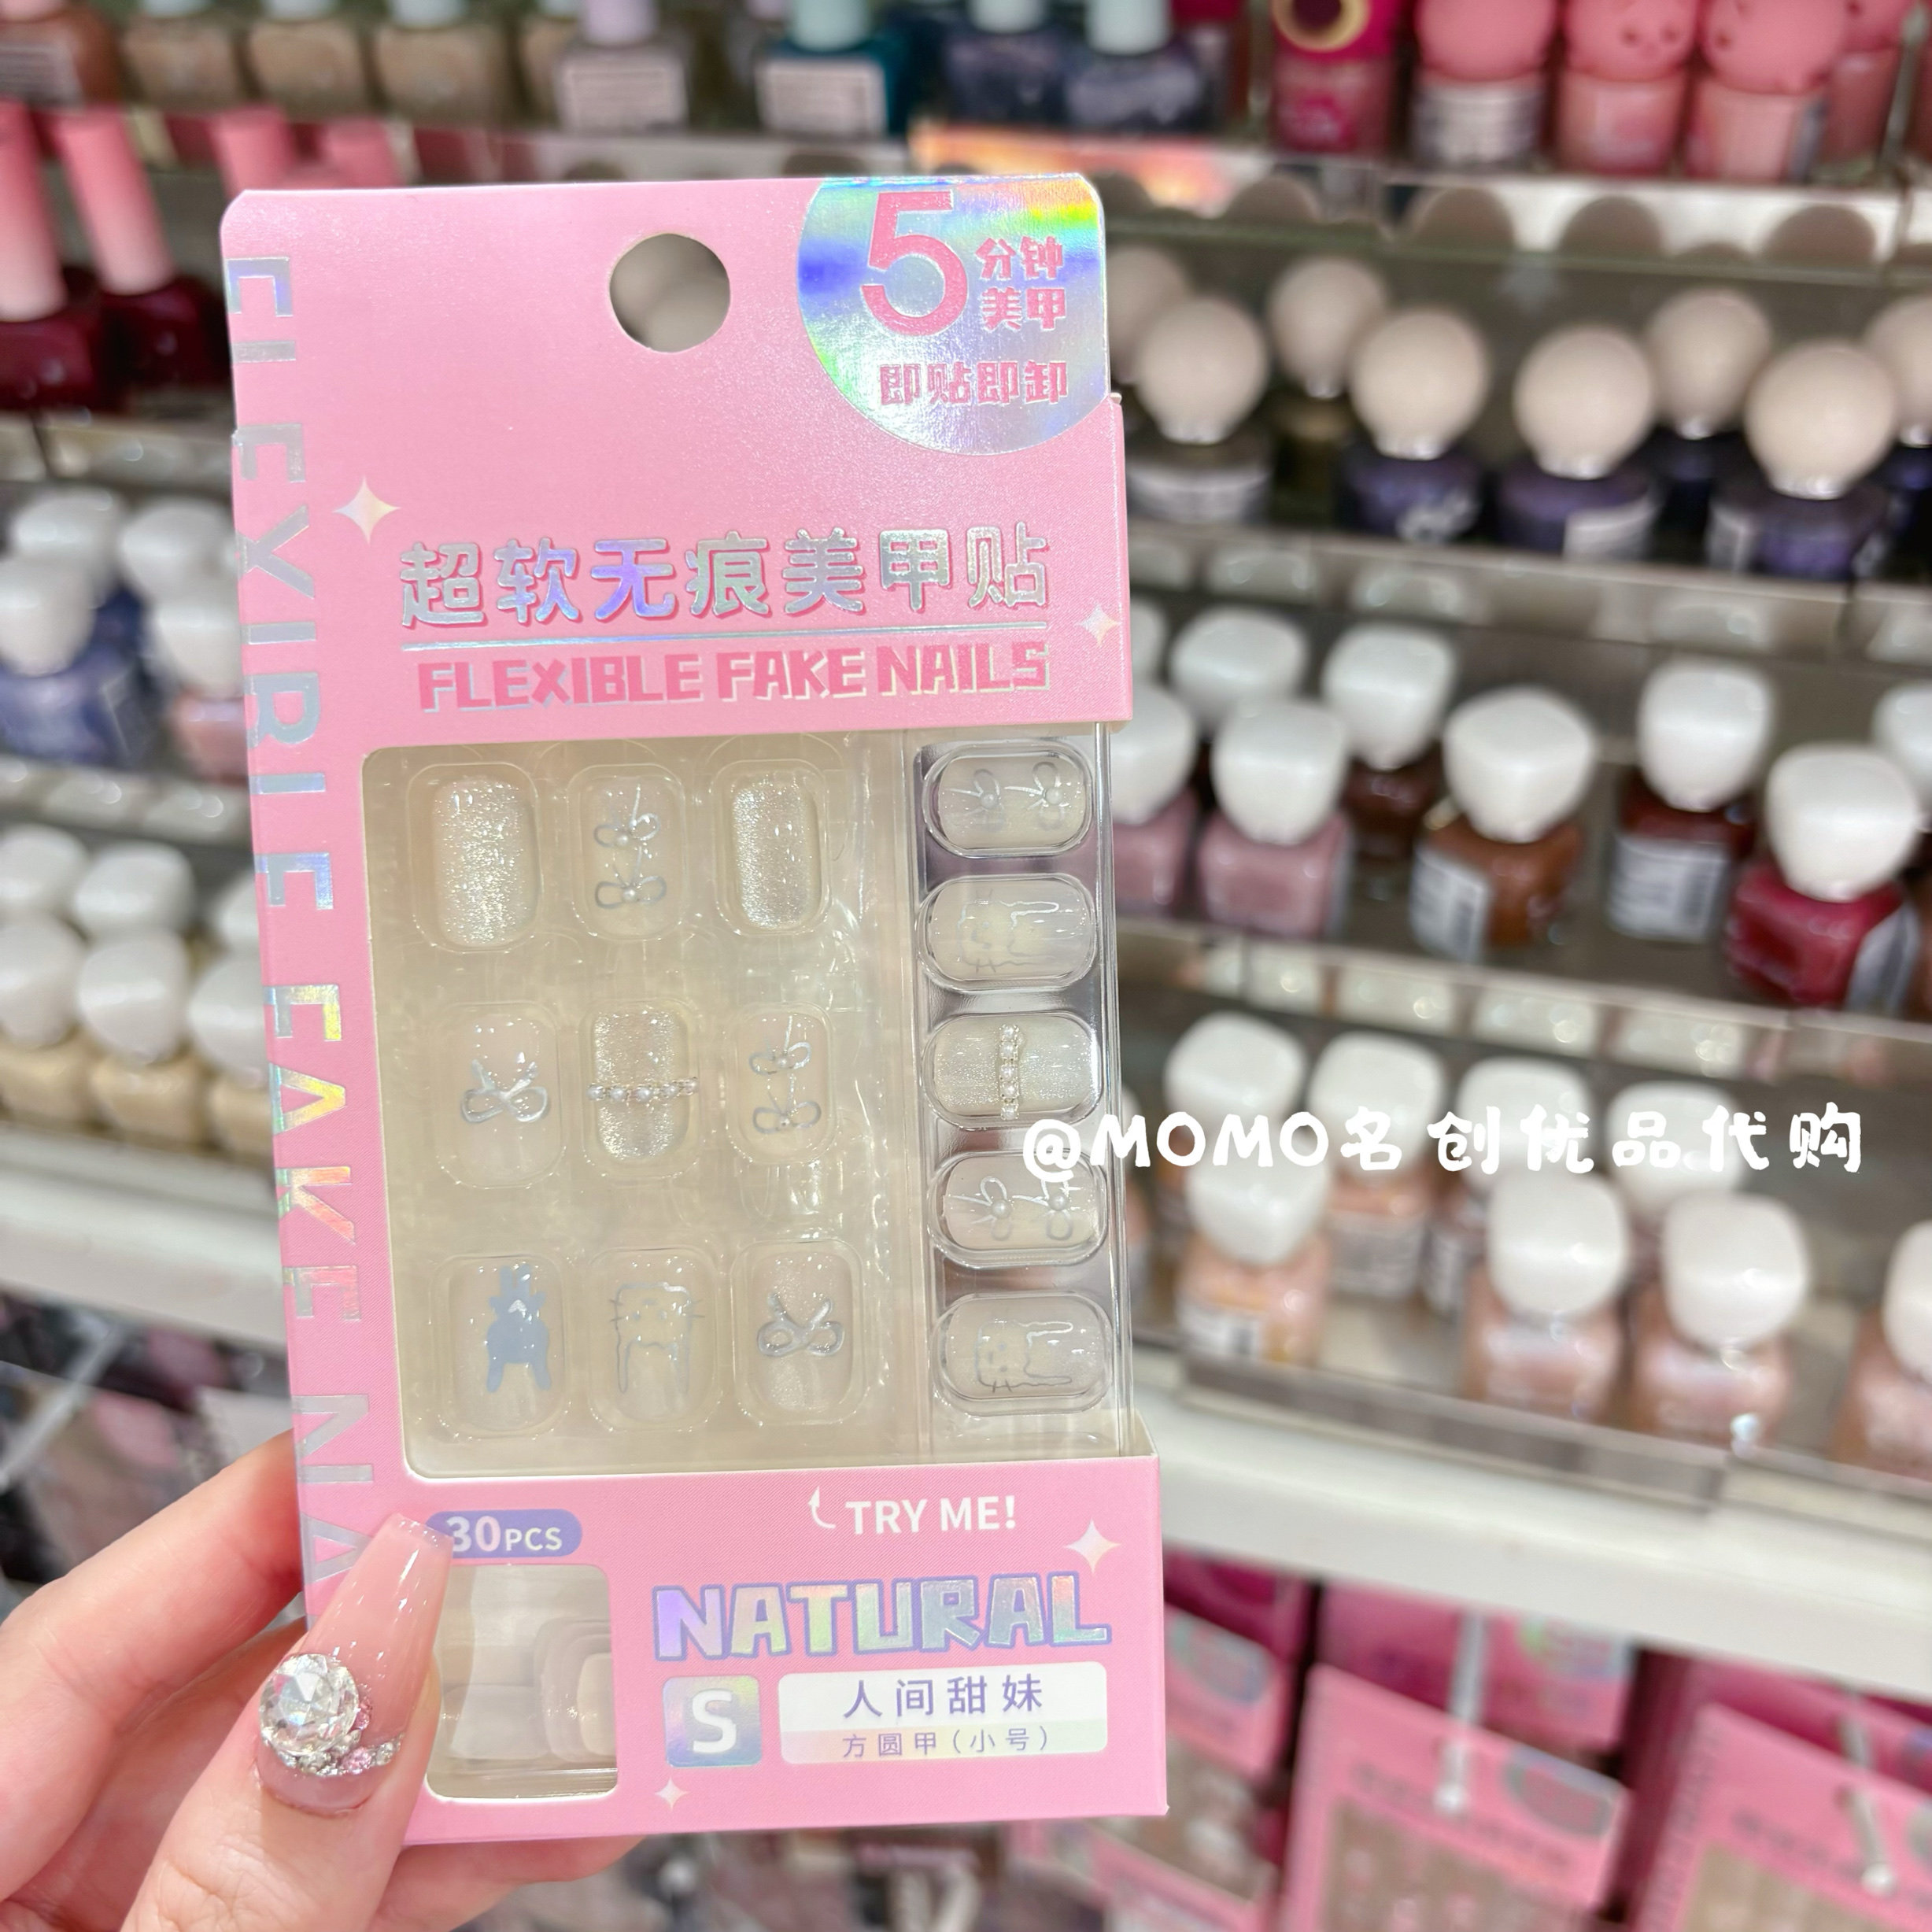 5
分钟
美甲
即贴即卸
超软无痕美甲贴
FLEXIBLE FAKE NAILS
FLEXIBLE FAKE NA
@MOMO名创优品代购
TRY ME!
30PCS
NATURAL
S
人间甜妹
方圆甲(小号)